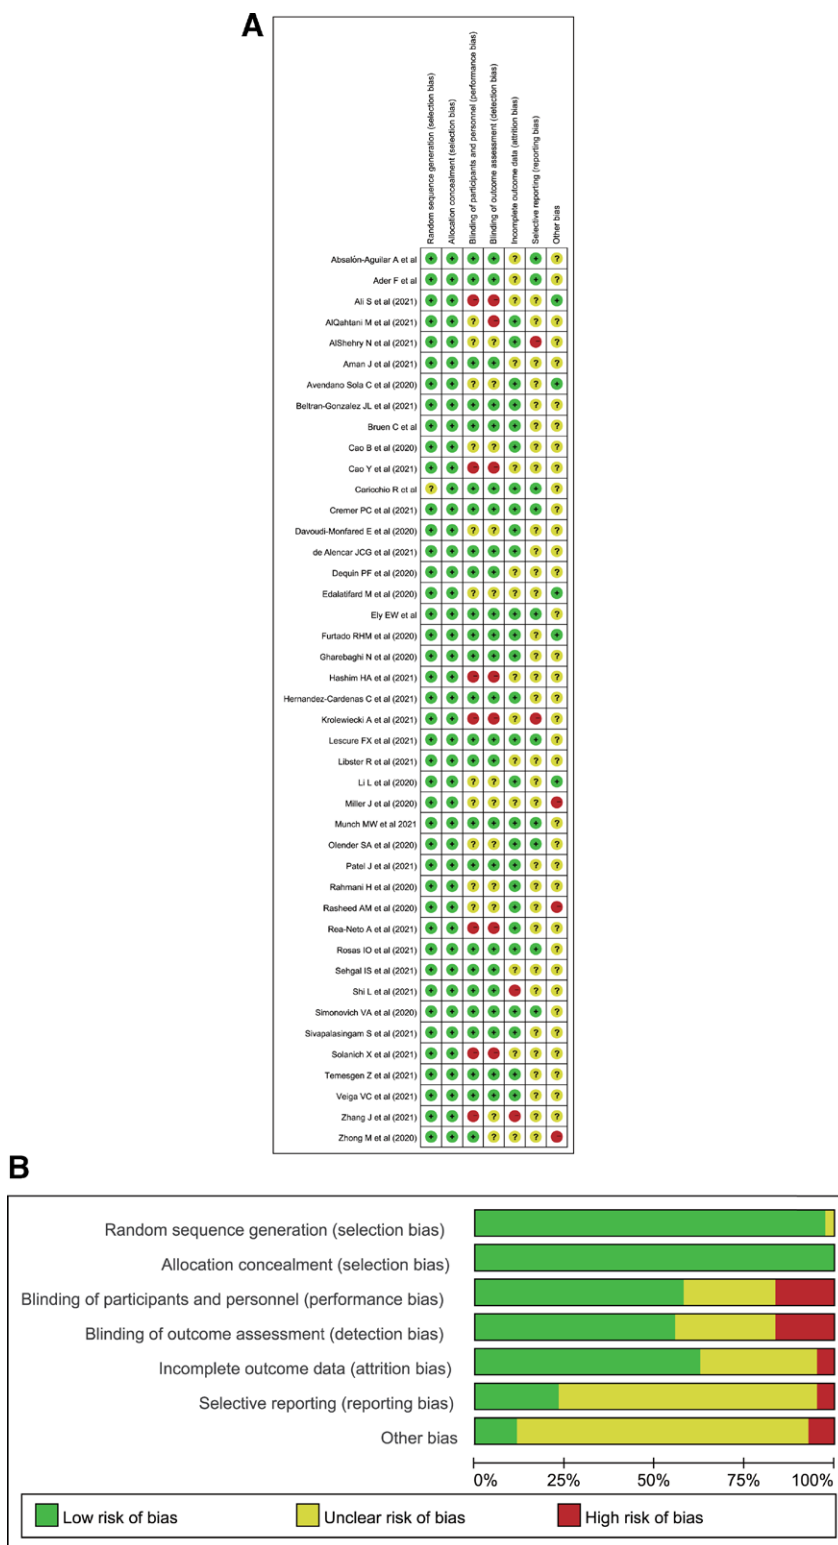 A
Random sequence generation (selection bias)
Allocation concealment (selection bias)
Blinding of participants and personnel (performance bias)
Blinding of outcome assessment (detection bias)
Incomplete outcome data (attrition bias)
Selective reporting (reporting bias)
Other bias
Absalón-Aguilar A et al + + + + ? + ?
Ader F et al + + + + ? + ?
Ali S et al (2021) + + - - ? ? +
AlQahtani M et al (2021) + + ? - + ? ?
AlShehry N et al (2021) + + ? ? + - ?
Aman J et al (2021) + + + + ? ? ?
Avendano Sola C et al (2020) + + ? ? + ? +
Beltran-Gonzalez JL et al (2021) + + + + + ? ?
Bruen C et al + + + + + ? ?
Cao B et al (2020) + + ? ? + ? ?
Cao Y et al (2021) + + - - ? ? ?
Caricchio R et al ? + + + + + ?
Cremer PC et al (2021) + + + + + + ?
Davoudi-Monfared E et al (2020) + + ? ? + ? ?
de Alencar JCG et al (2021) + + + + + ? ?
Dequin PF et al (2020) + + + + ? ? ?
Edalatifard M et al (2020) + + ? ? ? ? +
Ely EW et al + + + + + + ?
Furtado RHM et al (2020) + + + + + ? +
Gharebaghi N et al (2020) + + + + + ? ?
Hashim HA et al (2021) + + - - ? ? ?
Hernandez-Cardenas C et al (2021) + + + + + ? ?
Krolewiecki A et al (2021) + + - - ? - ?
Lescure FX et al (2021) + + + + + + ?
Libster R et al (2021) + + + + ? ? ?
Li L et al (2020) + + ? ? + ? +
Miller J et al (2020) + + ? ? ? ? -
Munch MW et al 2021 + + + + + + ?
Olender SA et al (2020) + + ? ? + + ?
Patel J et al (2021) + + + + + ? ?
Rahmani H et al (2020) + + ? ? + ? ?
Rasheed AM et al (2020) + + ? ? + ? -
Rea-Neto A et al (2021) + + - - + ? ?
Rosas IO et al (2021) + + + + + + ?
Sehgal IS et al (2021) + + + + ? ? ?
Shi L et al (2021) + + + + - ? ?
Simonovich VA et al (2020) + + + + + + ?
Sivapalasingam S et al (2021) + + + + + ? ?
Solanich X et al (2021) + + - - ? ? ?
Temesgen Z et al (2021) + + + + + ? ?
Veiga VC et al (2021) + + + + + ? ?
Zhang J et al (2021) + + - ? - ? ?
Zhong M et al (2020) + + + ? ? ? -
B
Random sequence generation (selection bias)
Allocation concealment (selection bias)
Blinding of participants and personnel (performance bias)
Blinding of outcome assessment (detection bias)
Incomplete outcome data (attrition bias)
Selective reporting (reporting bias)
Other bias
0% 25% 50% 75% 100%
Low risk of bias Unclear risk of bias High risk of bias